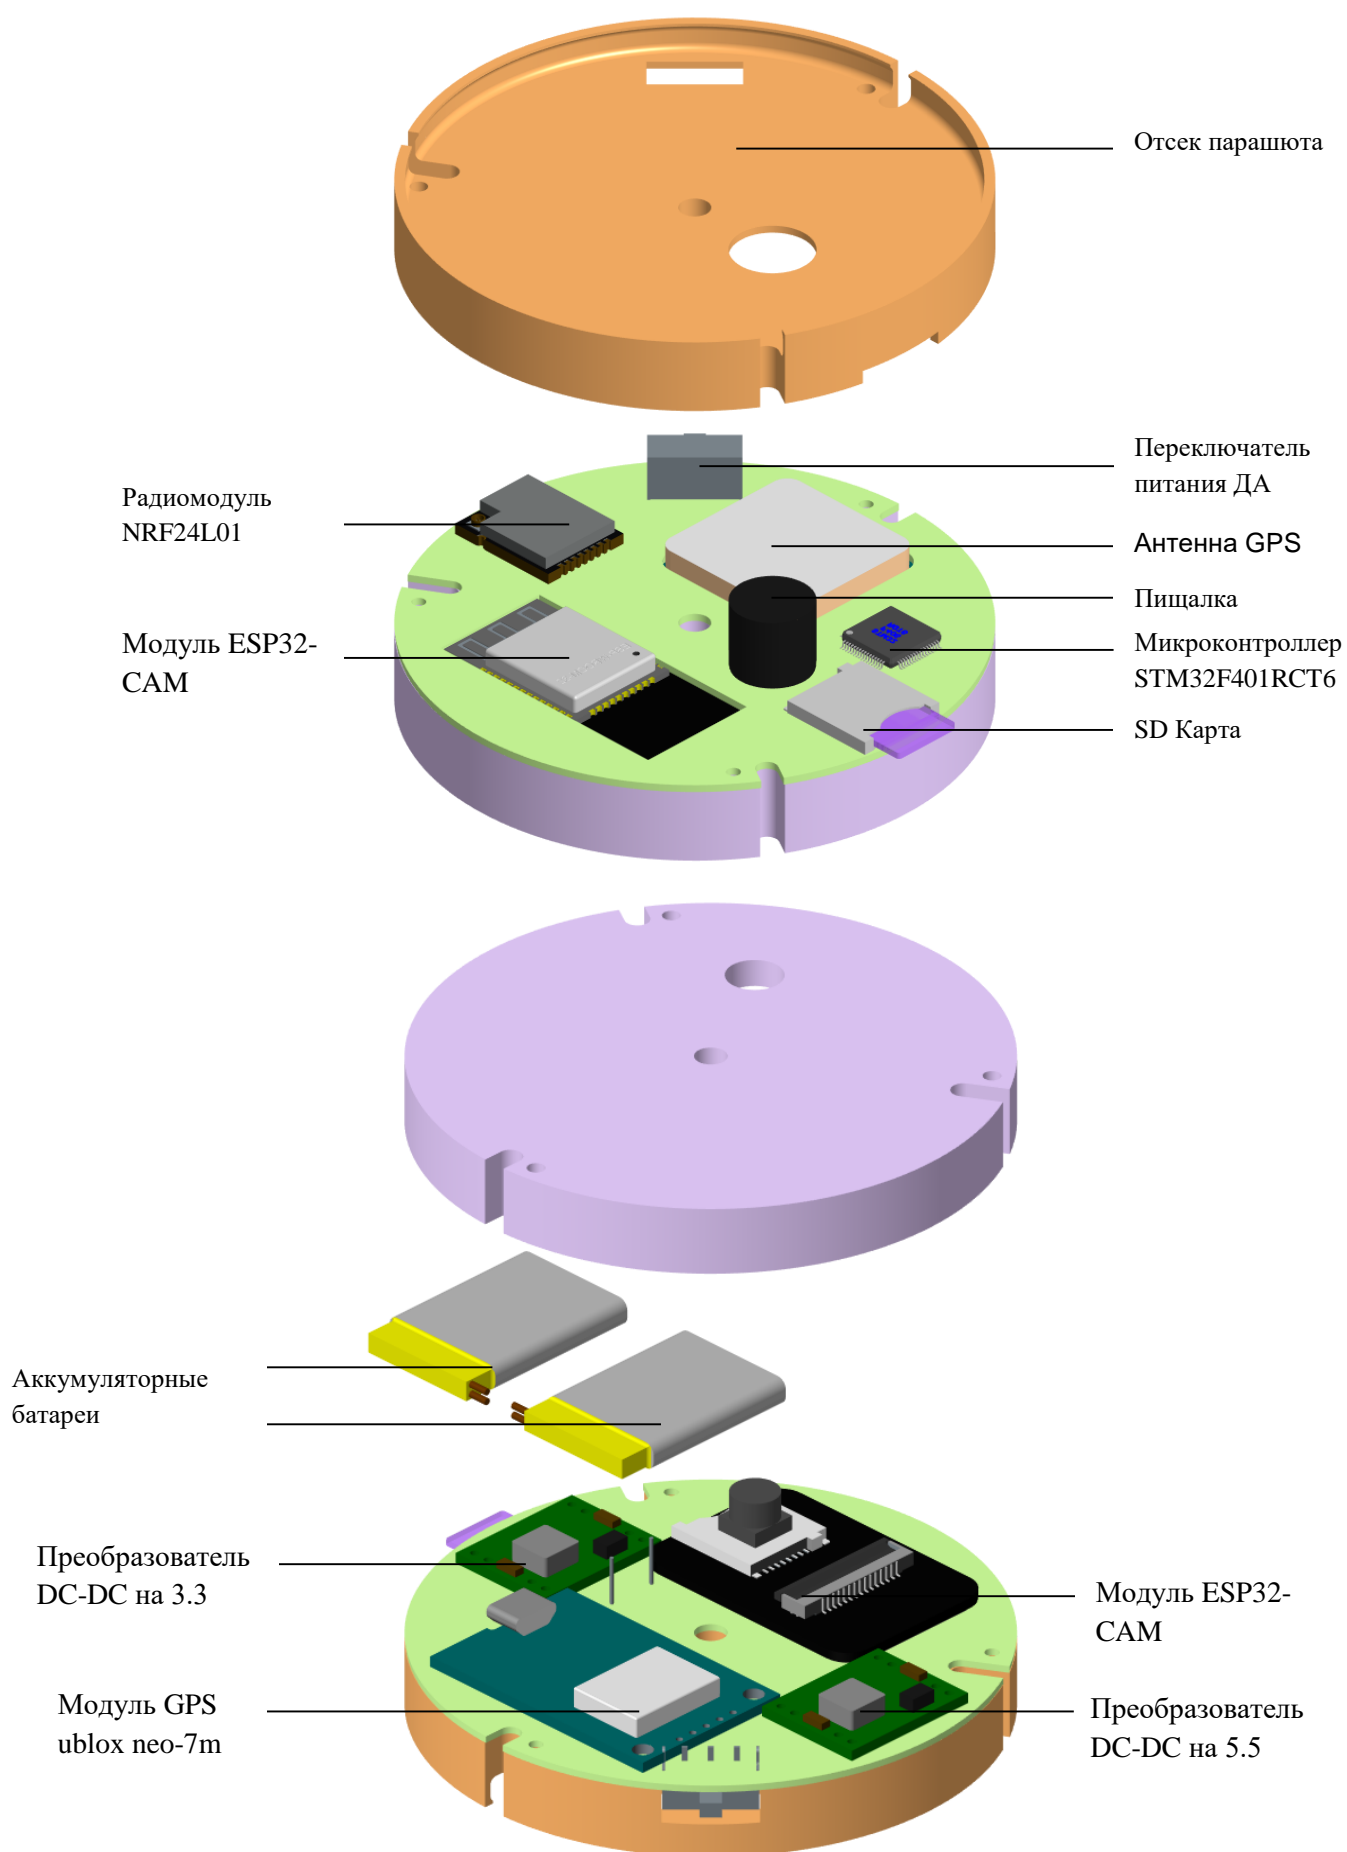 Отсек парашюта
Переключатель
питания ДА
Радиомодуль
NRF24L01
Антенна GPS
Пищалка
Модуль ESP32-
CAM
Микроконтроллер
STM32F401RCT6
SD Карта
Аккумуляторные
батареи
Преобразователь
DC-DC на 3.3
Модуль ESP32-
CAM
Модуль GPS
ublox neo-7m
Преобразователь
DC-DC на 5.5